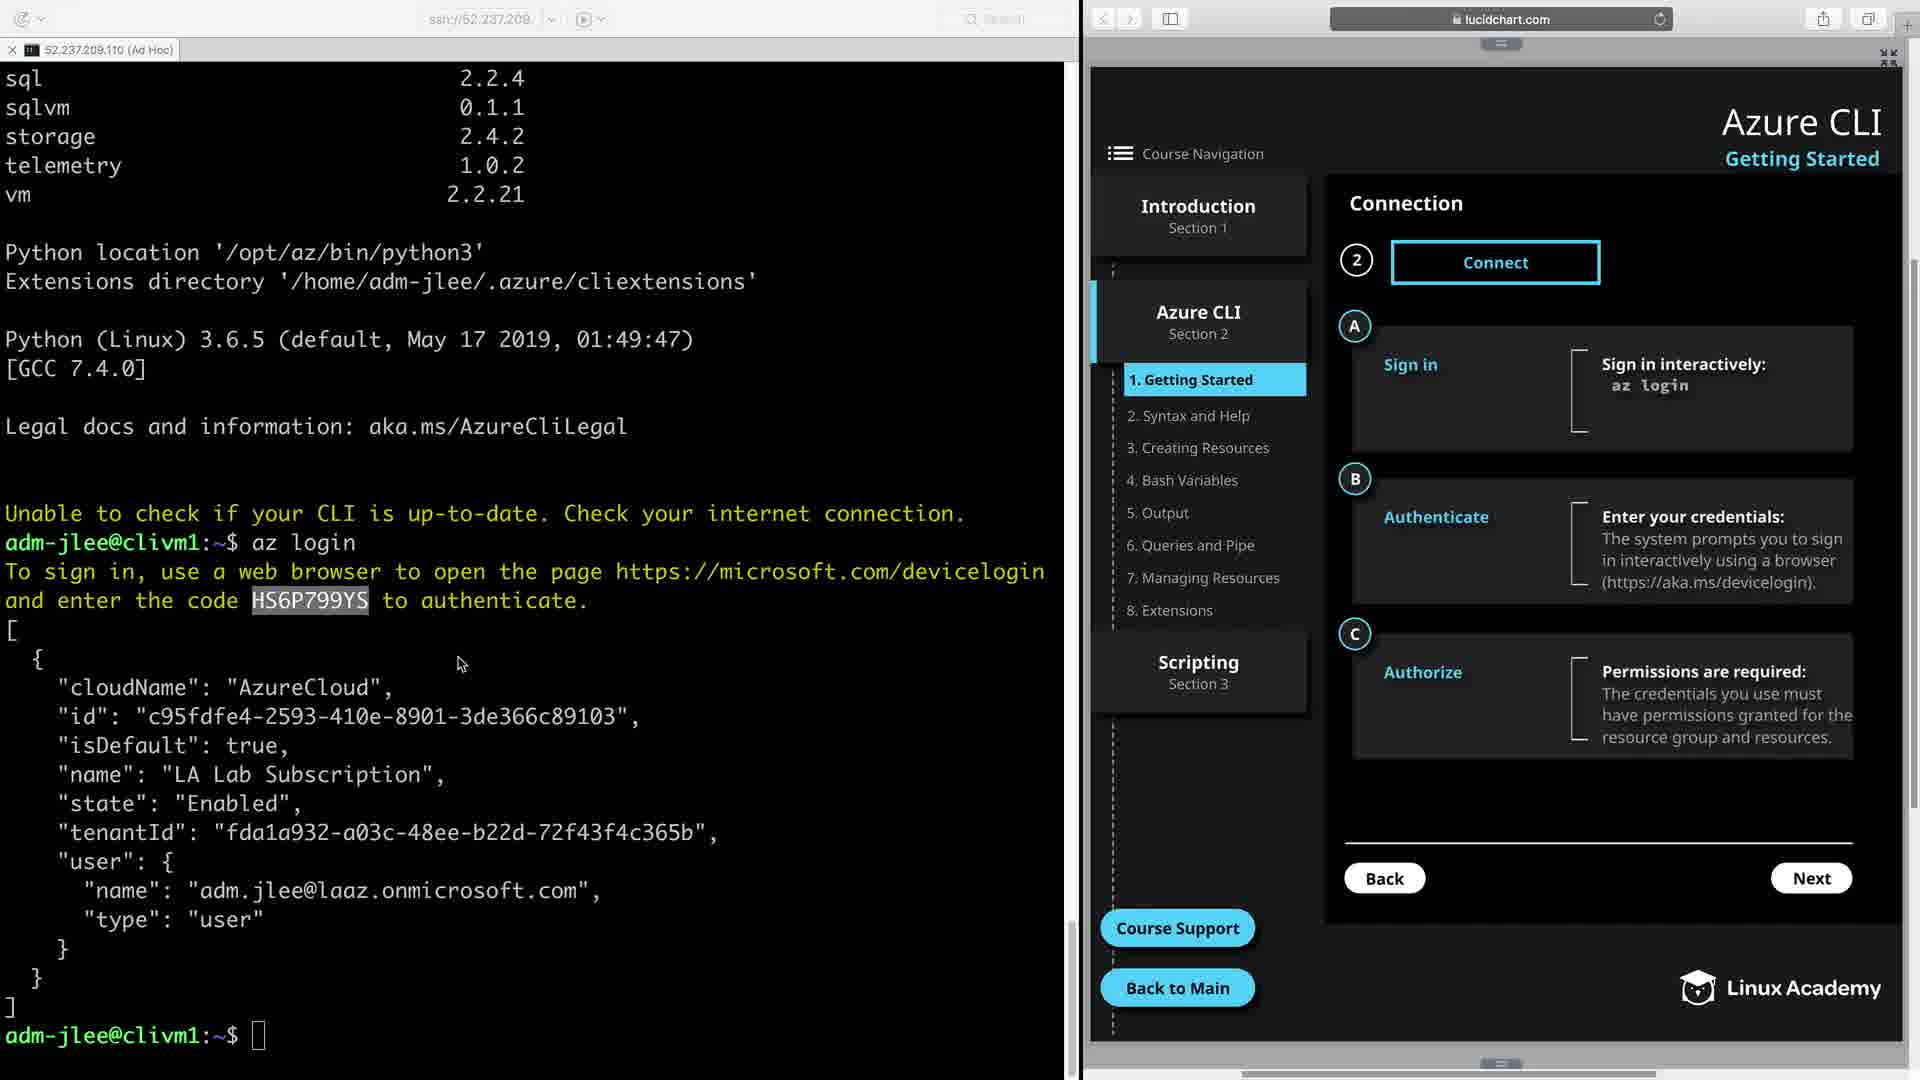 ssh://52.237.209.
Search
52.237.209.110 (Ad Hoc)
sql 2.2.4
sqlvm 0.1.1
storage 2.4.2
telemetry 1.0.2
vm 2.2.21
Python location '/opt/az/bin/python3'
Extensions directory '/home/adm-jlee/.azure/cliextensions'
Python (Linux) 3.6.5 (default, May 17 2019, 01:49:47)
[GCC 7.4.0]
Legal docs and information: aka.ms/AzureCliLegal
Unable to check if your CLI is up-to-date. Check your internet connection.
adm-jlee@clivm1:~$ az login
To sign in, use a web browser to open the page https://microsoft.com/devicelogin
and enter the code HS6P799YS to authenticate.
[
{
"cloudName": "AzureCloud",
"id": "c95fdfe4-2593-410e-8901-3de366c89103",
"isDefault": true,
"name": "LA Lab Subscription",
"state": "Enabled",
"tenantId": "fda1a932-a03c-48ee-b22d-72f43f4c365b",
"user": {
"name": "adm.jlee@laaz.onmicrosoft.com",
"type": "user"
}
}
]
adm-jlee@clivm1:~$
lucidchart.com
Azure CLI
Getting Started
Course Navigation
Introduction
Section 1
Azure CLI
Section 2
1. Getting Started
2. Syntax and Help
3. Creating Resources
4. Bash Variables
5. Output
6. Queries and Pipe
7. Managing Resources
8. Extensions
Scripting
Section 3
Course Support
Back to Main
Connection
2
Connect
A
Sign in
Sign in interactively:
az login
B
Authenticate
Enter your credentials:
The system prompts you to sign
in interactively using a browser
(https://aka.ms/devicelogin).
C
Authorize
Permissions are required:
The credentials you use must
have permissions granted for the
resource group and resources.
Back
Next
Linux Academy